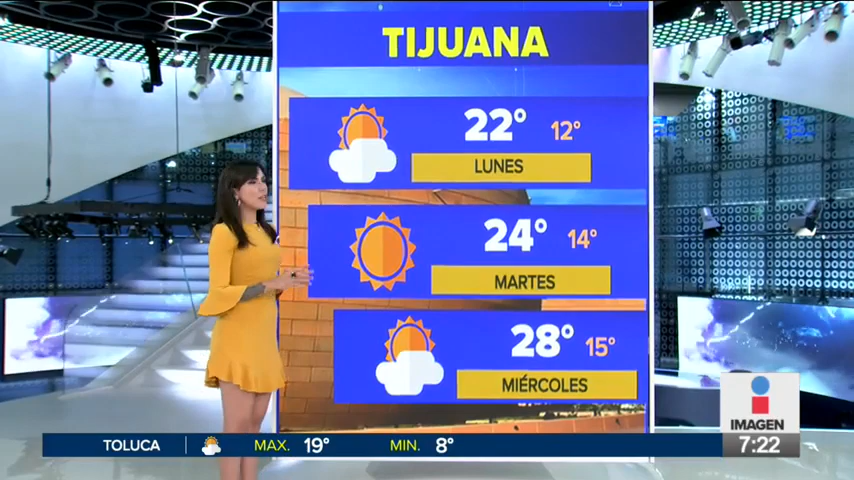 TIJUANA
22° 12°
LUNES
24° 14°
MARTES
28° 15°
MIÉRCOLES
IMAGEN
TOLUCA MAX. 19° MIN. 8° 7:22